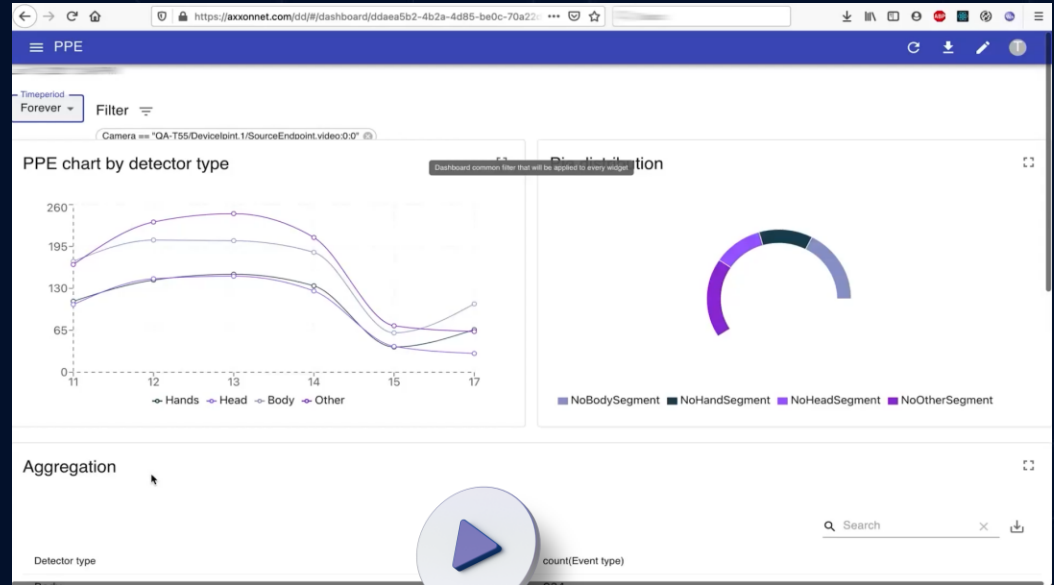 https://axxonnet.com/dd/#/dashboard/ddaea5b2-4b2a-4d85-be0c-70a22
PPE
T
Timeperiod
Forever
Filter
Camera == "QA-T55/DeviceIpint.1/SourceEndpoint.video:0:0"
PPE chart by detector type
Dashboard common filter that will be applied to every widget
260
195
130
65
0
11 12 13 14 15 17
Hands Head Body Other
NoBodySegment NoHandSegment NoHeadSegment NoOtherSegment
Aggregation
Search
Detector type count(Event type)